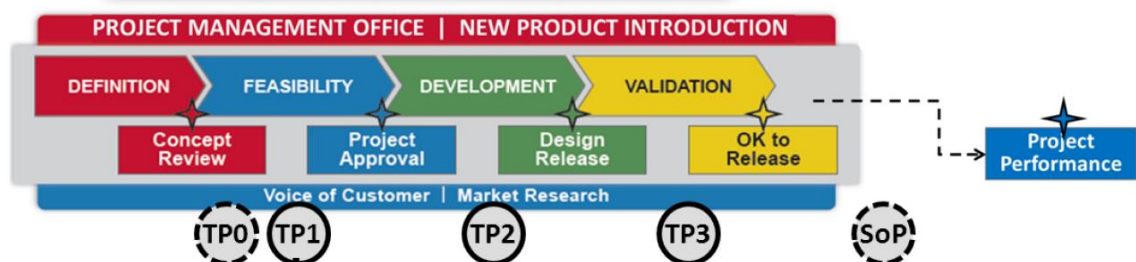 PROJECT MANAGEMENT OFFICE | NEW PRODUCT INTRODUCTION
DEFINITION
FEASIBILITY
DEVELOPMENT
VALIDATION
Concept
Review
Project
Approval
Design
Release
OK to
Release
Project
Performance
Voice of Customer | Market Research
TP0
TP1
TP2
TP3
SoP